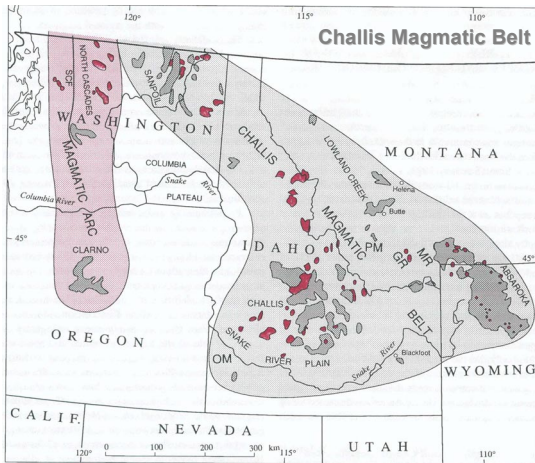 120°
115°
110°
Challis Magmatic Belt
SCF
NORTH CASCADES
SANPOIL
WASHINGTON
CHALLIS
LOWLAND CREEK
MONTANA
MAGMATIC ARC
COLUMBIA
Snake River
PLATEAU
Helena
Butte
Columbia River
MAGMATIC
45°
IDAHO
PM
GR
MR
45°
CLARNO
ABSAROKA
CHALLIS
BELT
OREGON
SNAKE
RIVER
PLAIN
Snake River
OM
Blackfoot
WYOMING
CALIF.
NEVADA
UTAH
120°
0 100 200 300 km
115°
110°